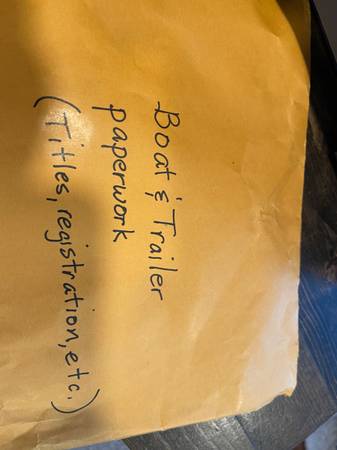 Boat & Trailer
paperwork
(Titles, registration, etc.)